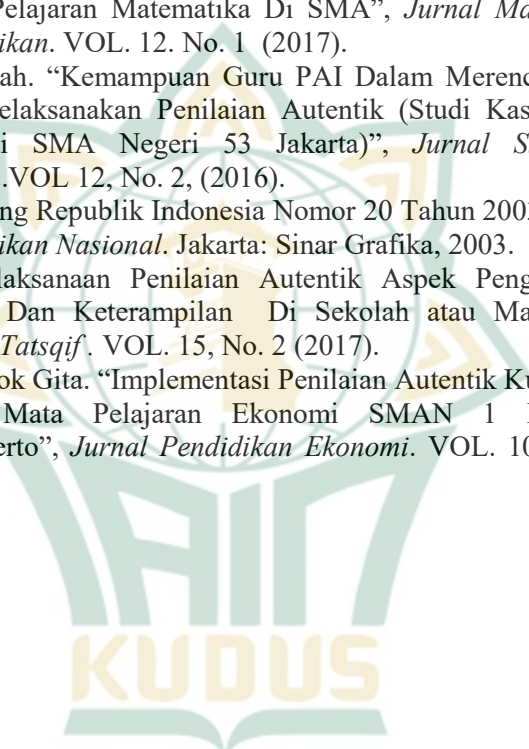 Pelajaran Matematika Di SMA”, Jurnal Ma
ikan. VOL. 12. No. 1 (2017).
ah. “Kemampuan Guru PAI Dalam Merenc
elaksanakan Penilaian Autentik (Studi Kas
i SMA Negeri 53 Jakarta)”, Jurnal S
.VOL 12, No. 2, (2016).
ng Republik Indonesia Nomor 20 Tahun 2003
ikan Nasional. Jakarta: Sinar Grafika, 2003.
laksanaan Penilaian Autentik Aspek Peng
Dan Keterampilan Di Sekolah atau Ma
Tatsqif. VOL. 15, No. 2 (2017).
ok Gita. “Implementasi Penilaian Autentik Ku
Mata Pelajaran Ekonomi SMAN 1
erto”, Jurnal Pendidikan Ekonomi. VOL. 10
IAIN
KUDUS